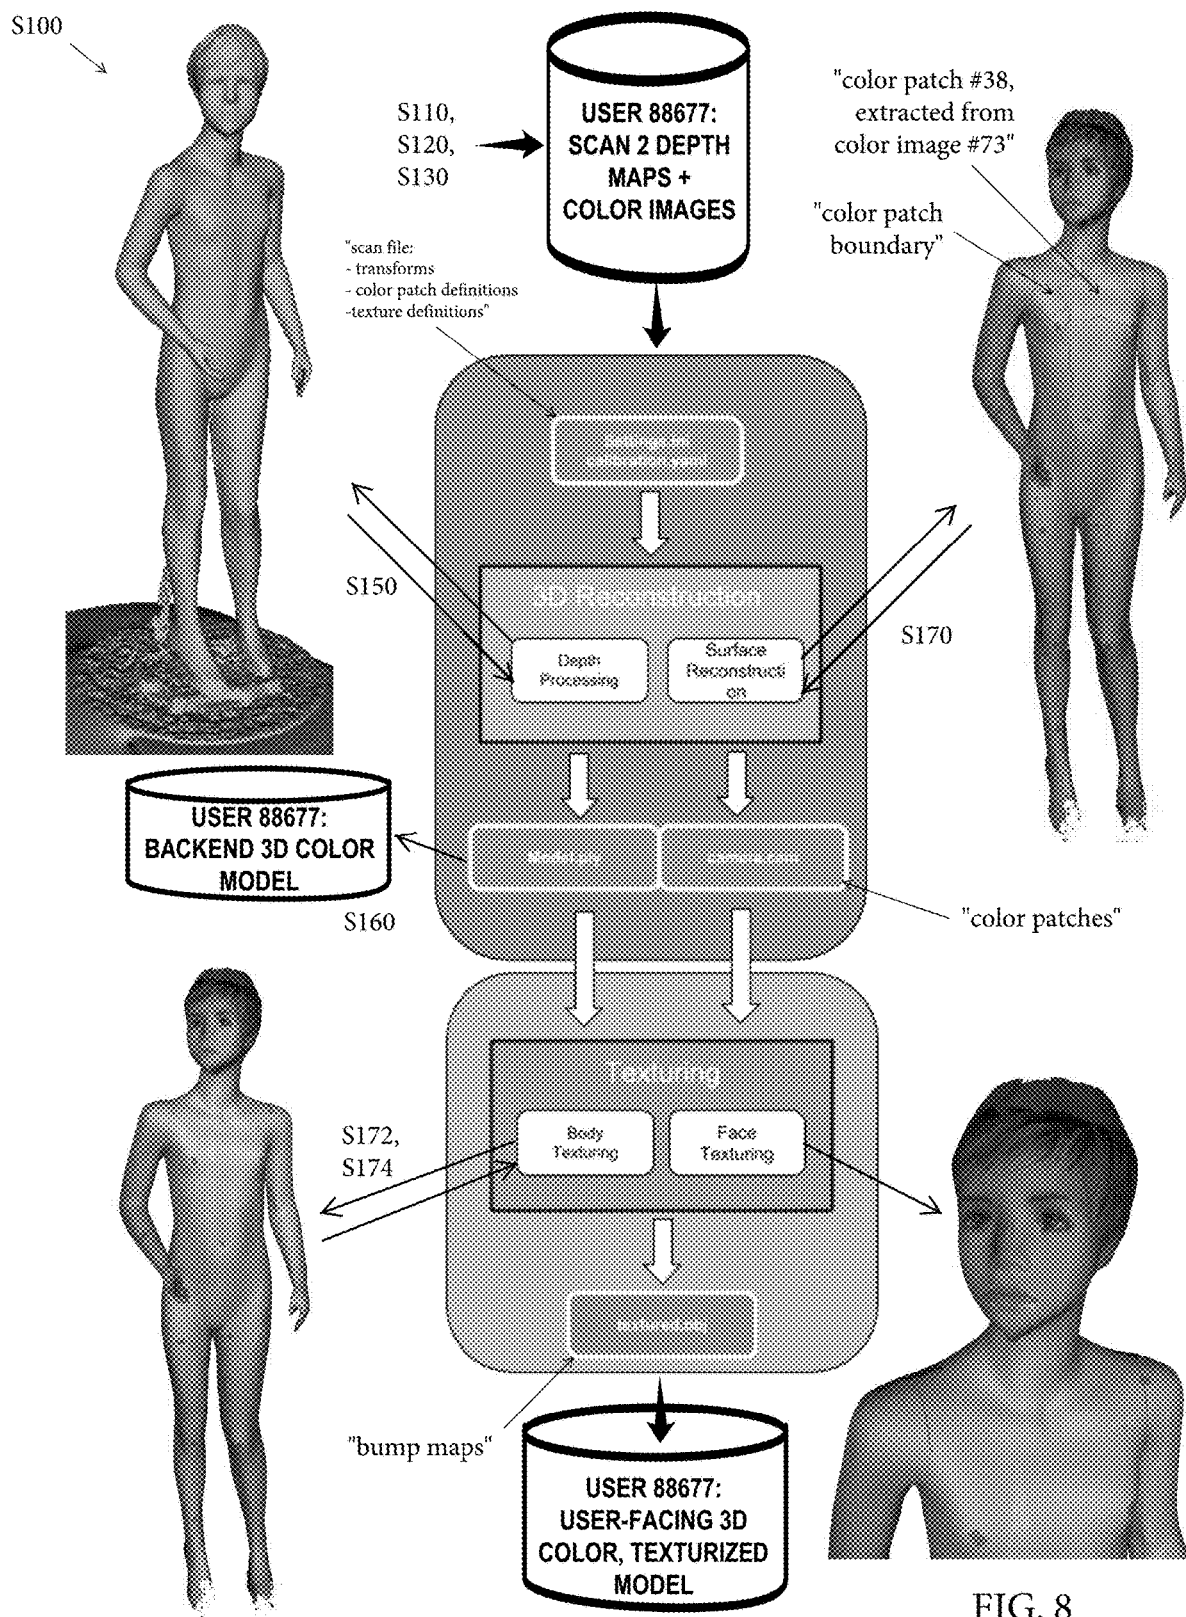 S100
S110,
S120,
S130
USER 88677:
SCAN 2 DEPTH
MAPS +
COLOR IMAGES
"color patch #38,
extracted from
color image #73"
"color patch
boundary"
"scan file:
- transforms
- color patch definitions
-texture definitions"
3D Reconstruction
Depth
Processing
Surface
Reconstructi
on
S150
S170
USER 88677:
BACKEND 3D COLOR
MODEL
S160
"color patches"
Texturing
Body
Texturing
Face
Texturing
S172,
S174
"bump maps"
USER 88677:
USER-FACING 3D
COLOR, TEXTURIZED
MODEL
FIG. 8